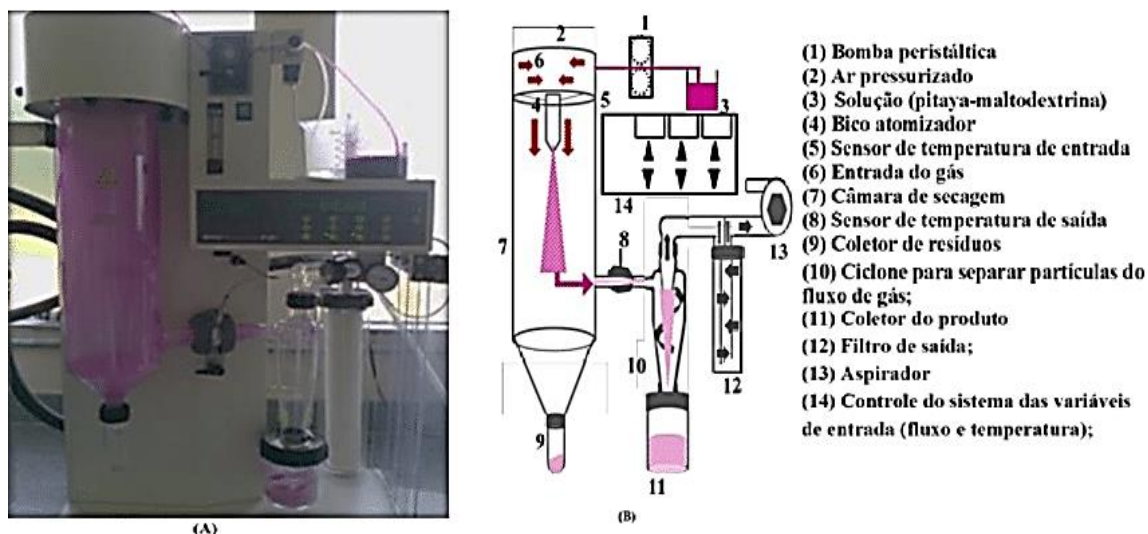 1
2
6
4
5
3
14
7
8
13
10
12
9
11
(1) Bomba peristáltica
(2) Ar pressurizado
(3) Solução (pitaya-maltodextrina)
(4) Bico atomizador
(5) Sensor de temperatura de entrada
(6) Entrada do gás
(7) Câmara de secagem
(8) Sensor de temperatura de saída
(9) Coletor de resíduos
(10) Ciclone para separar partículas do
fluxo de gás;
(11) Coletor do produto
(12) Filtro de saída;
(13) Aspirador
(14) Controle do sistema das variáveis
de entrada (fluxo e temperatura);
(A)
(B)